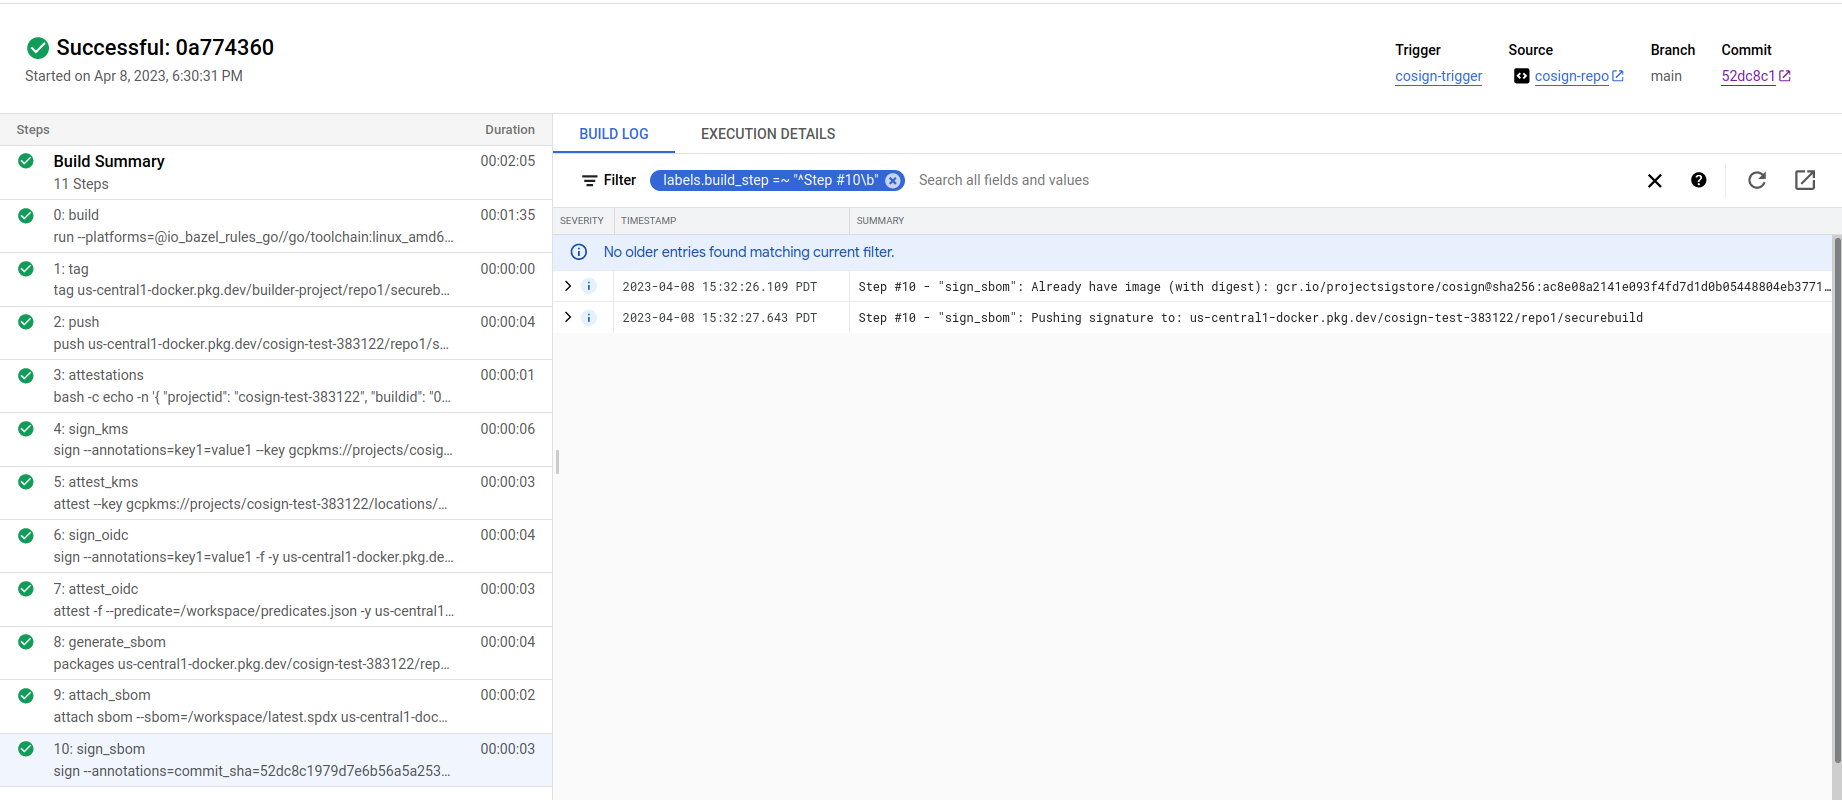 Successful: 0a774360
Started on Apr 8, 2023, 6:30:31 PM
Trigger
cosign-trigger
Source
cosign-repo
Branch
main
Commit
52dc8c1
Steps Duration
Build Summary 00:02:05
11 Steps
0: build 00:01:35
run --platforms=@io_bazel_rules_go//go/toolchain:linux_amd6…
1: tag 00:00:00
tag us-central1-docker.pkg.dev/builder-project/repo1/secureb…
2: push 00:00:04
push us-central1-docker.pkg.dev/cosign-test-383122/repo1/s…
3: attestations 00:00:01
bash -c echo -n '{ "projectid": "cosign-test-383122", "buildid": "0…
4: sign_kms 00:00:06
sign --annotations=key1=value1 --key gcpkms://projects/cosig…
5: attest_kms 00:00:03
attest --key gcpkms://projects/cosign-test-383122/locations/…
6: sign_oidc 00:00:04
sign --annotations=key1=value1 -f -y us-central1-docker.pkg.de…
7: attest_oidc 00:00:03
attest -f --predicate=/workspace/predicates.json -y us-central1…
8: generate_sbom 00:00:04
packages us-central1-docker.pkg.dev/cosign-test-383122/rep…
9: attach_sbom 00:00:02
attach sbom --sbom=/workspace/latest.spdx us-central1-doc…
10: sign_sbom 00:00:03
sign --annotations=commit_sha=52dc8c1979d7e6b56a5a253…
BUILD LOG EXECUTION DETAILS
Filter labels.build_step =~ "^Step #10\b" Search all fields and values
SEVERITY TIMESTAMP SUMMARY
No older entries found matching current filter.
2023-04-08 15:32:26.109 PDT Step #10 - "sign_sbom": Already have image (with digest): gcr.io/projectsigstore/cosign@sha256:ac8e08a2141e093f4fd7d1d0b05448804eb3771…
2023-04-08 15:32:27.643 PDT Step #10 - "sign_sbom": Pushing signature to: us-central1-docker.pkg.dev/cosign-test-383122/repo1/securebuild